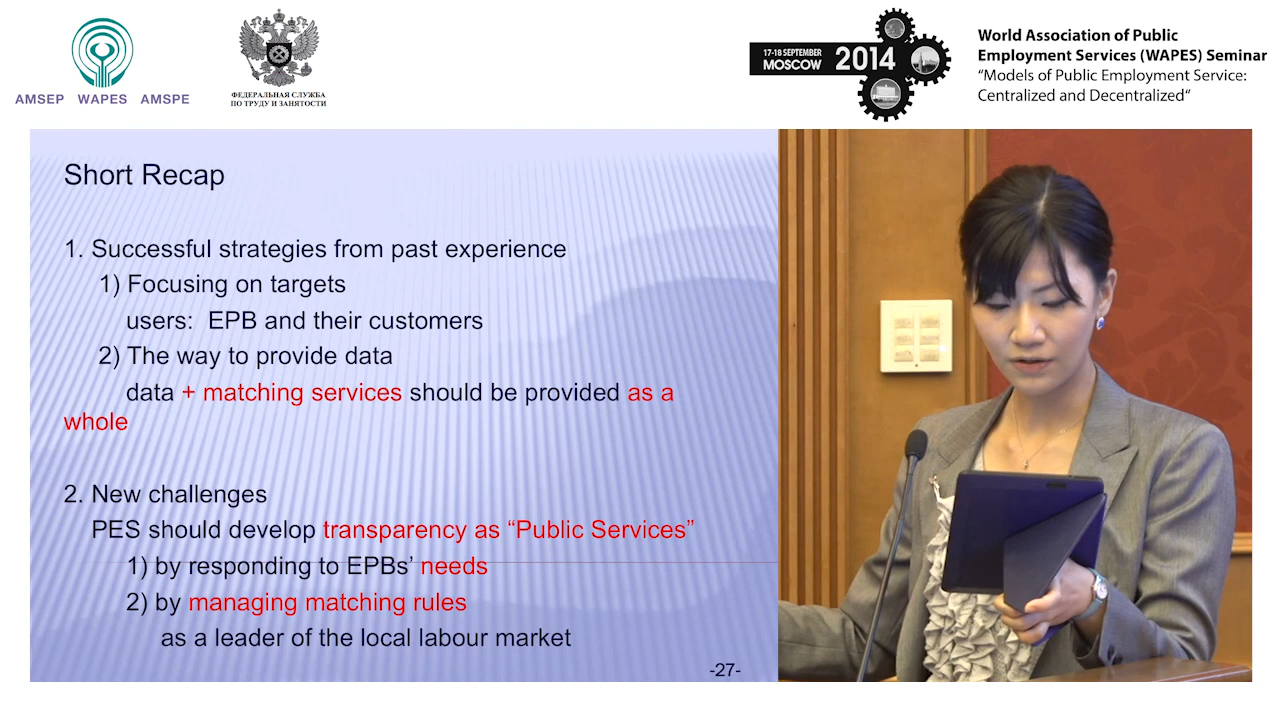 AMSEP WAPES AMSPE
ФЕДЕРАЛЬНАЯ СЛУЖБА
ПО ТРУДУ И ЗАНЯТОСТИ
17-18 SEPTEMBER
MOSCOW
2014
World Association of Public
Employment Services (WAPES) Seminar
“Models of Public Employment Service:
Centralized and Decentralized“
Short Recap
1. Successful strategies from past experience
1) Focusing on targets
users: EPB and their customers
2) The way to provide data
data + matching services should be provided as a
whole
2. New challenges
PES should develop transparency as “Public Services”
1) by responding to EPBs’ needs
2) by managing matching rules
as a leader of the local labour market
-27-